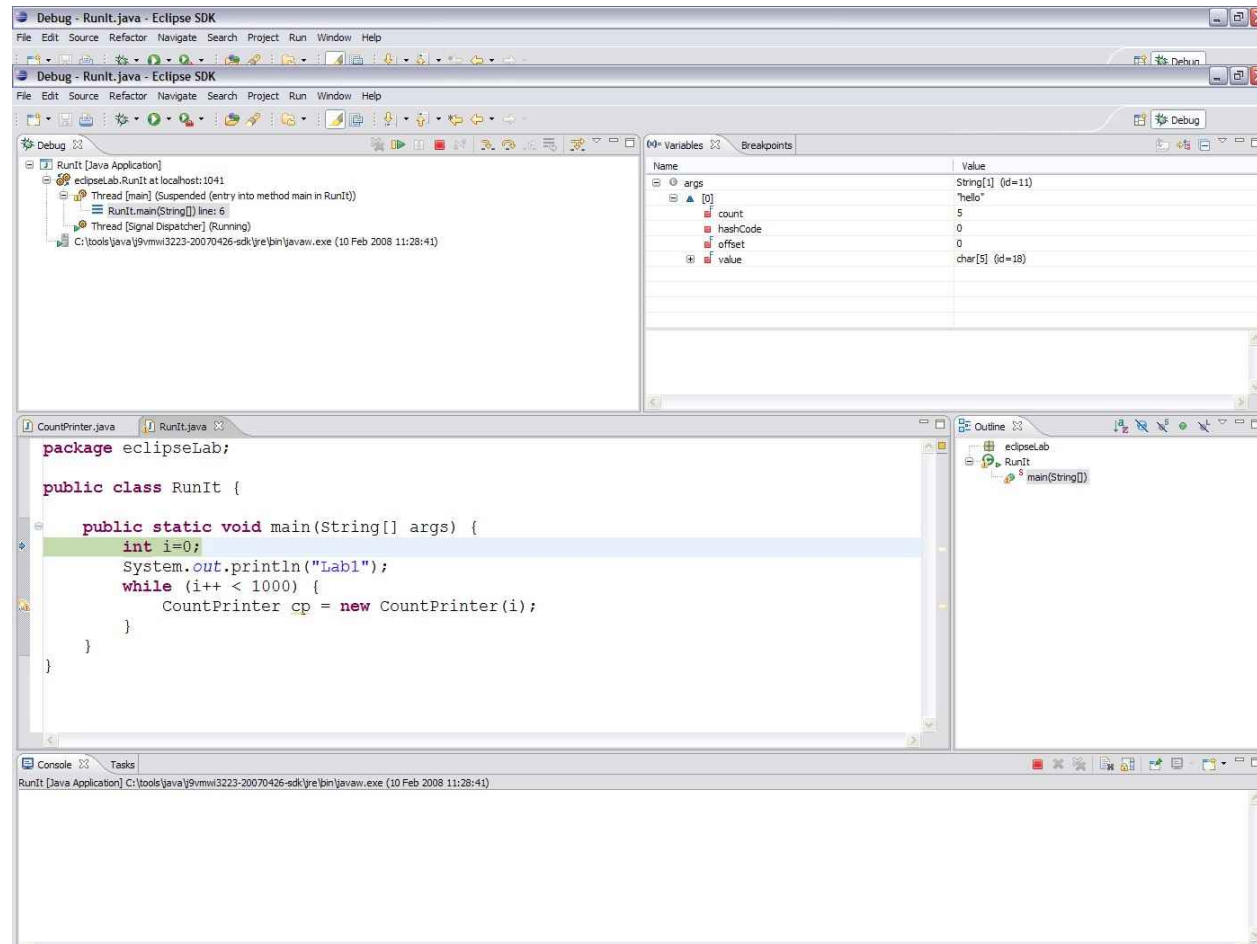 Debug - RunIt.java - Eclipse SDK
File Edit Source Refactor Navigate Search Project Run Window Help
Debug
Debug - RunIt.java - Eclipse SDK
File Edit Source Refactor Navigate Search Project Run Window Help
Debug
Debug
RunIt [Java Application]
eclipseLab.RunIt at localhost:1041
Thread [main] (Suspended (entry into method main in RunIt))
RunIt.main(String[]) line: 6
Thread [Signal Dispatcher] (Running)
C:\tools\java\j9vmwi3223-20070426-sdk\jre\bin\javaw.exe (10 Feb 2008 11:28:41)
Variables Breakpoints
Name Value
args String[1] (id=11)
[0] "hello"
count 5
hashCode 0
offset 0
value char[5] (id=18)
CountPrinter.java RunIt.java
package eclipseLab;
public class RunIt {
public static void main(String[] args) {
int i=0;
System.out.println("Lab1");
while (i++ < 1000) {
CountPrinter cp = new CountPrinter(i);
}
}
}
Outline
eclipseLab
RunIt
main(String[])
Console Tasks
RunIt [Java Application] C:\tools\java\j9vmwi3223-20070426-sdk\jre\bin\javaw.exe (10 Feb 2008 11:28:41)